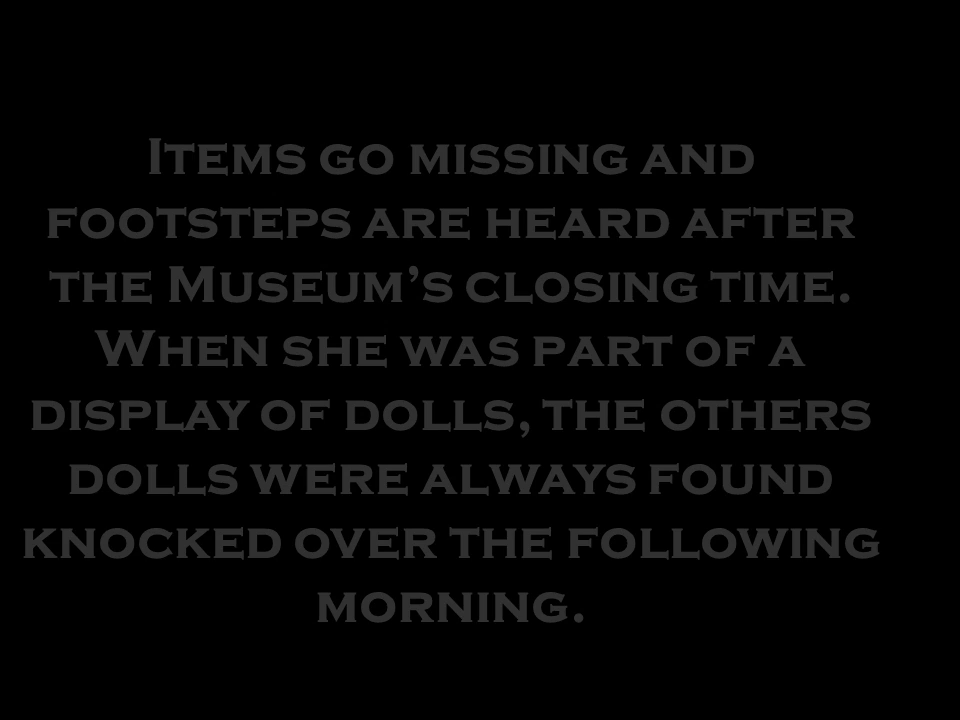 Items go missing and
footsteps are heard after
the Museum’s closing time.
When she was part of a
display of dolls, the others
dolls were always found
knocked over the following
morning.